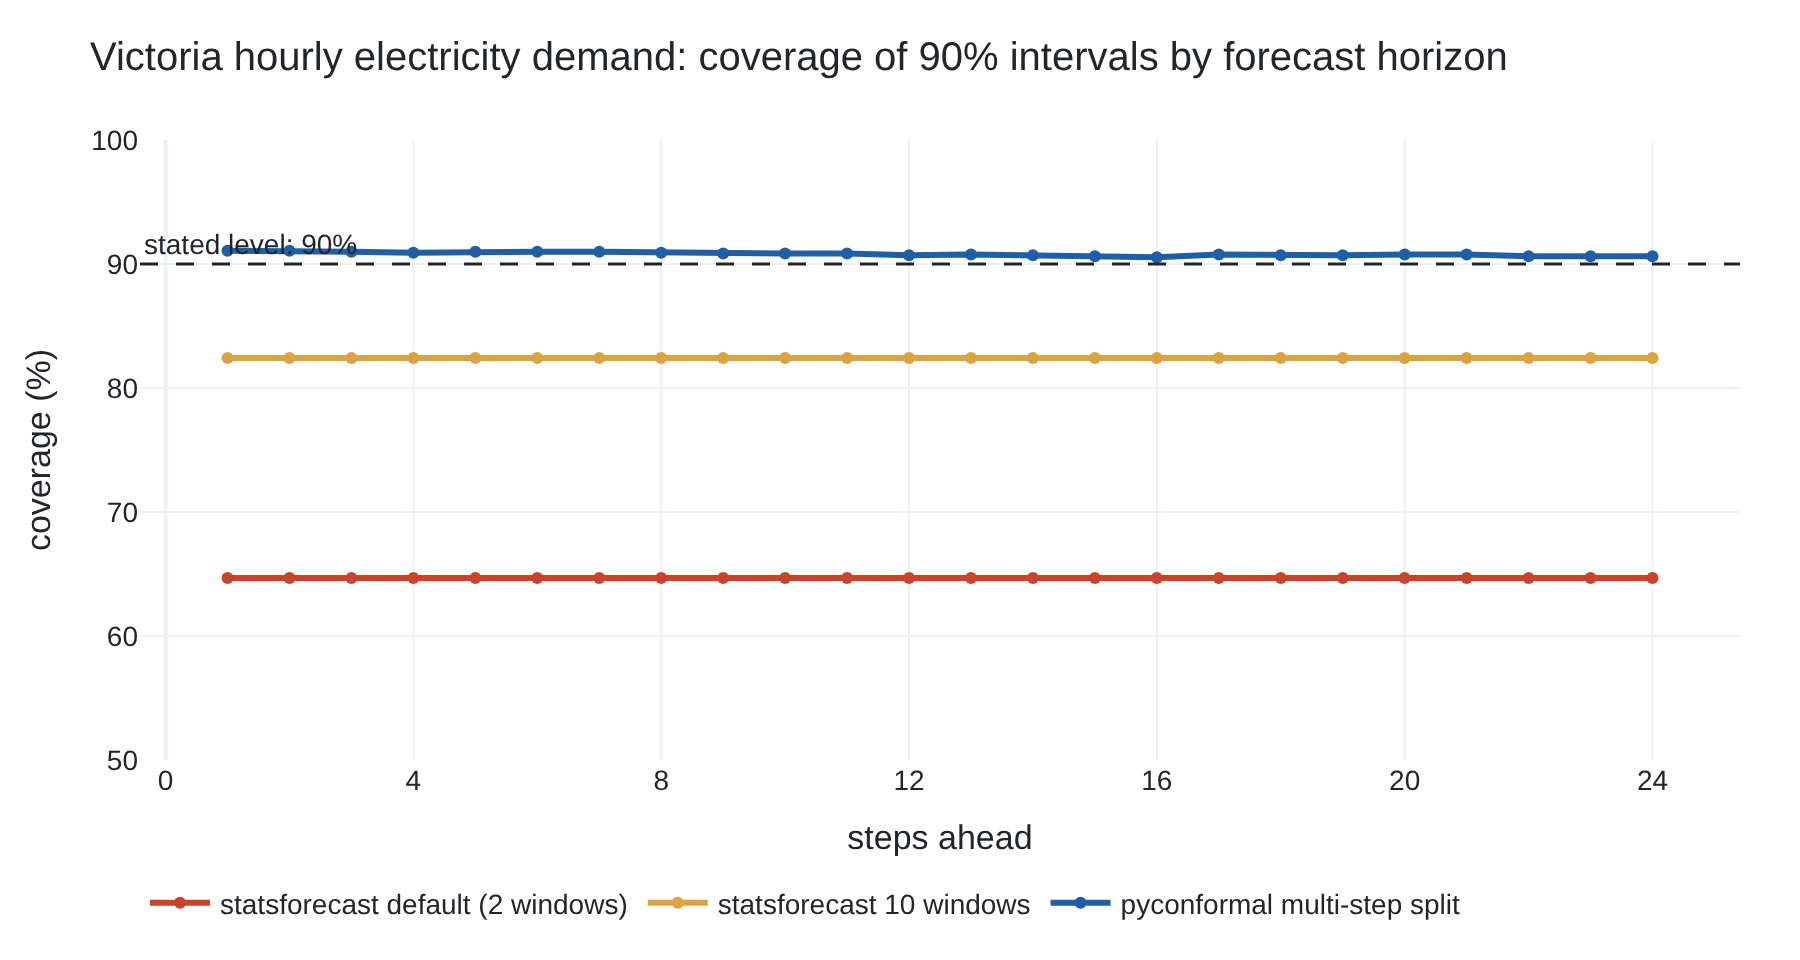 Victoria hourly electricity demand: coverage of 90% intervals by forecast horizon
100
stated level: 90%
90
80
70
60
50
coverage (%)
0 4 8 12 16 20 24
steps ahead
statsforecast default (2 windows) statsforecast 10 windows pyconformal multi-step split